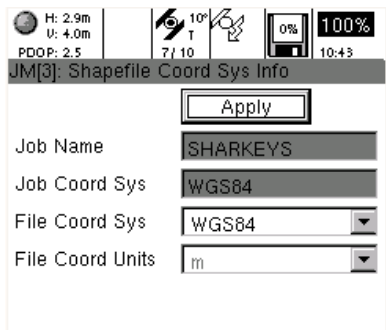 H: 2.9m
V: 4.0m
PDOP: 2.5
10°
T
7/10
0%
100%
10:43
JM[3]: Shapefile Coord Sys Info
Apply
Job Name SHARKEYS
Job Coord Sys WGS84
File Coord Sys WGS84
File Coord Units m